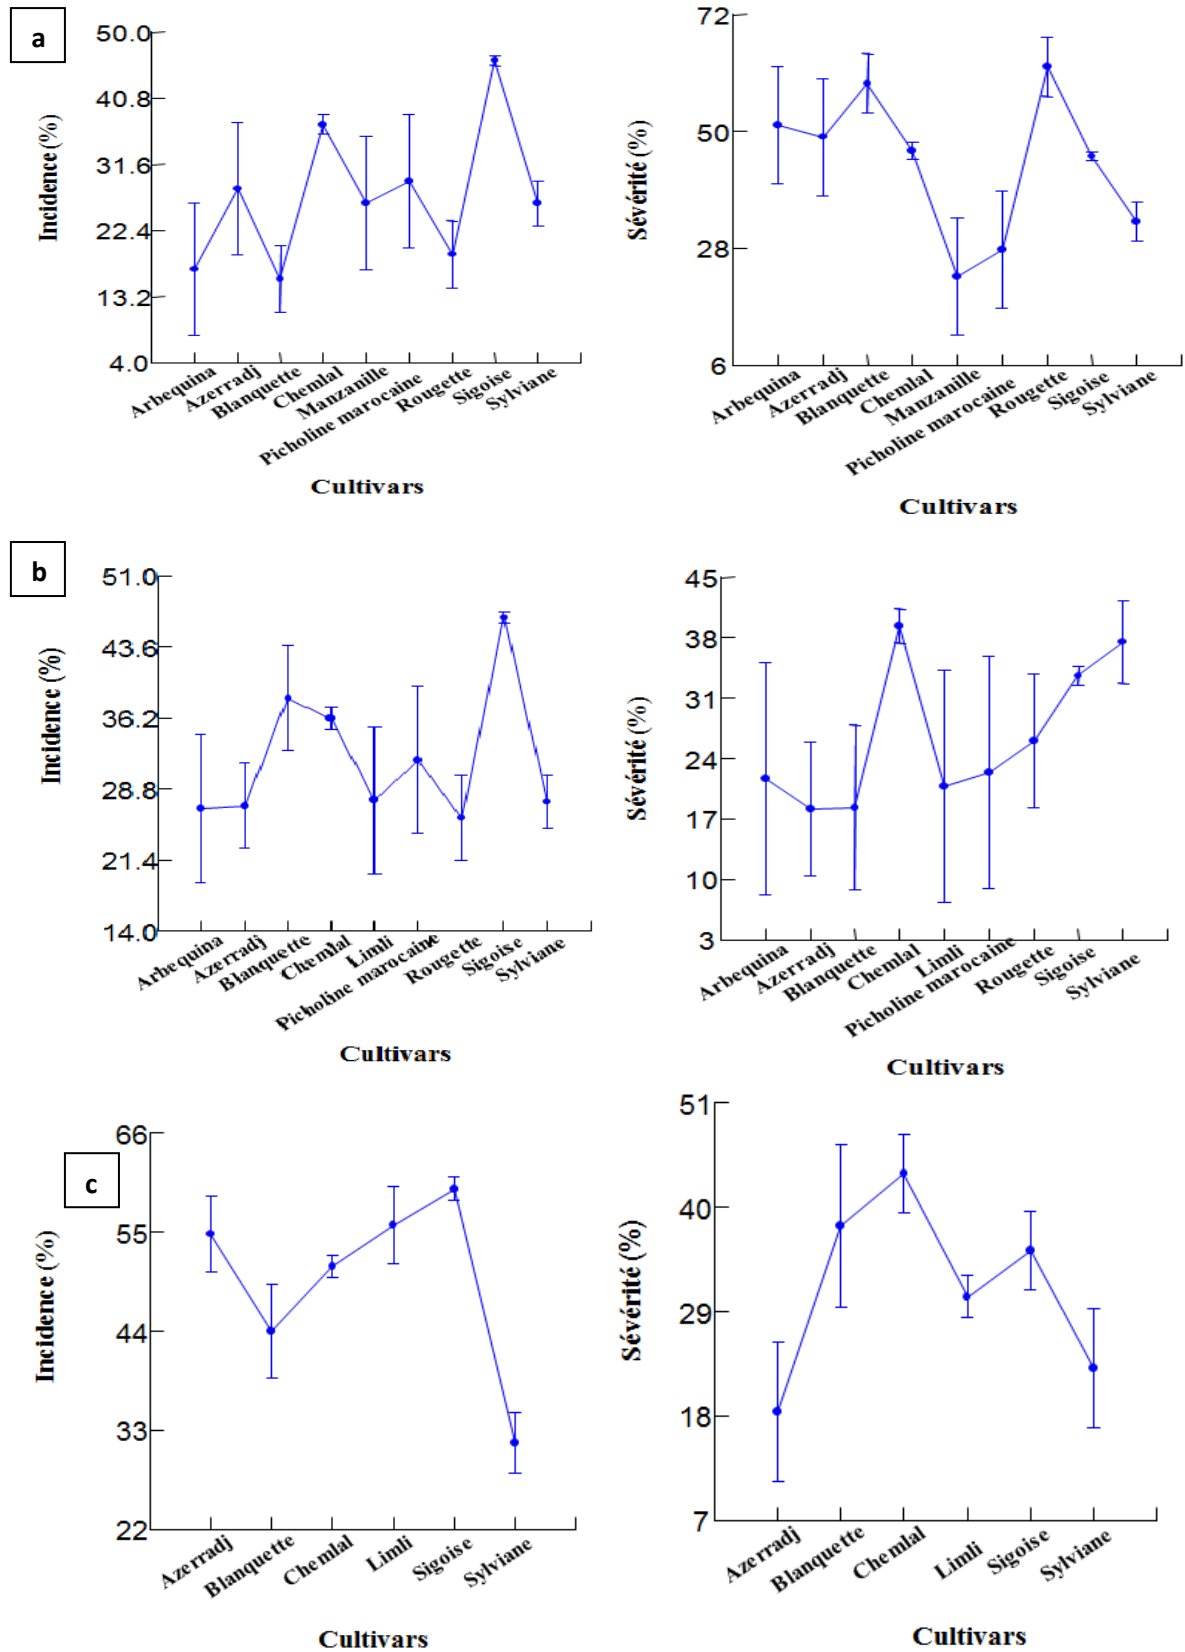 a
50.0
40.8
31.6
22.4
13.2
4.0
Incidence (%)
Arbequina
Azerradj
Blanquette
Chemlal
Manzanille
Picholine marocaine
Rougette
Sigoise
Sylviane
Cultivars
72
50
28
6
Sévérité (%)
Arbequina
Azerradj
Blanquette
Chemlal
Manzanille
Picholine marocaine
Rougette
Sigoise
Sylviane
Cultivars
b
51.0
43.6
36.2
28.8
21.4
14.0
Incidence (%)
Arbequina
Azerradj
Blanquette
Chemlal
Limli
Picholine marocaine
Rougette
Sigoise
Sylviane
Cultivars
45
38
31
24
17
10
3
Sévérité (%)
Arbequina
Azerradj
Blanquette
Chemlal
Limli
Picholine marocaine
Rougette
Sigoise
Sylviane
Cultivars
c
66
55
44
33
22
Incidence (%)
Azerradj
Blanquette
Chemlal
Limli
Sigoise
Sylviane
Cultivars
51
40
29
18
7
Sévérité (%)
Azerradj
Blanquette
Chemlal
Limli
Sigoise
Sylviane
Cultivars